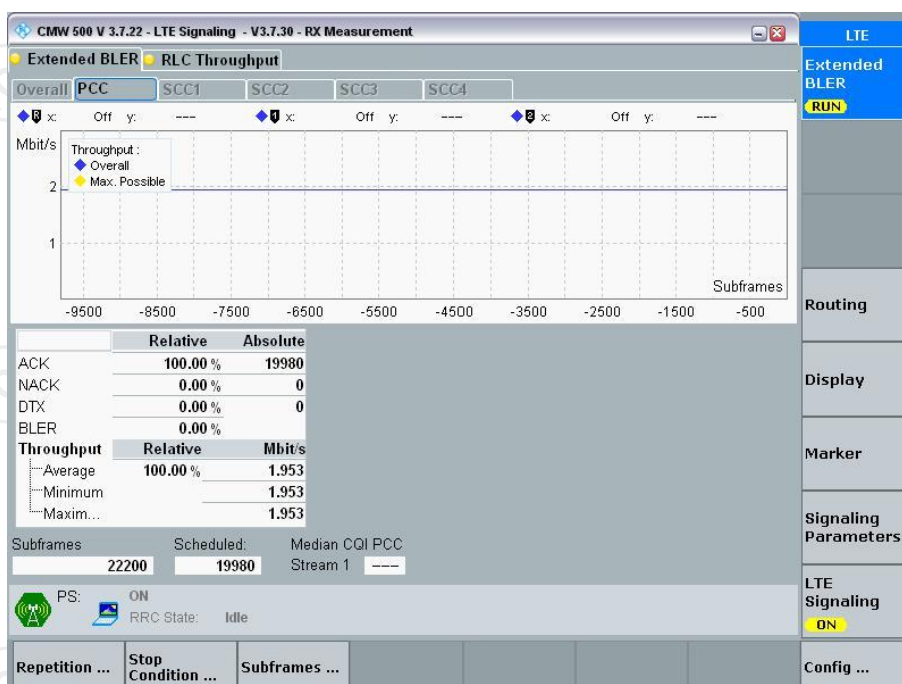 CMW 500 V 3.7.22 - LTE Signaling - V3.7.30 - RX Measurement
LTE
Extended BLER RLC Throughput
Extended BLER
RUN
Overall PCC SCC1 SCC2 SCC3 SCC4
R x: Off y: --- 1 x: Off y: --- 2 x: Off y: ---
Mbit/s
Throughput :
Overall
Max. Possible
2
1
Subframes
-9500 -8500 -7500 -6500 -5500 -4500 -3500 -2500 -1500 -500
Routing
Relative Absolute
ACK 100.00 % 19980
NACK 0.00 % 0
DTX 0.00 % 0
BLER 0.00 %
Display
Throughput Relative Mbit/s
Average 100.00 % 1.953
Minimum 1.953
Maxim... 1.953
Marker
Signaling Parameters
Subframes Scheduled: Median CQI PCC
22200 19980 Stream 1 ---
LTE Signaling
ON
PS: ON
RRC State: Idle
Repetition ... Stop Condition ... Subframes ... Config ...